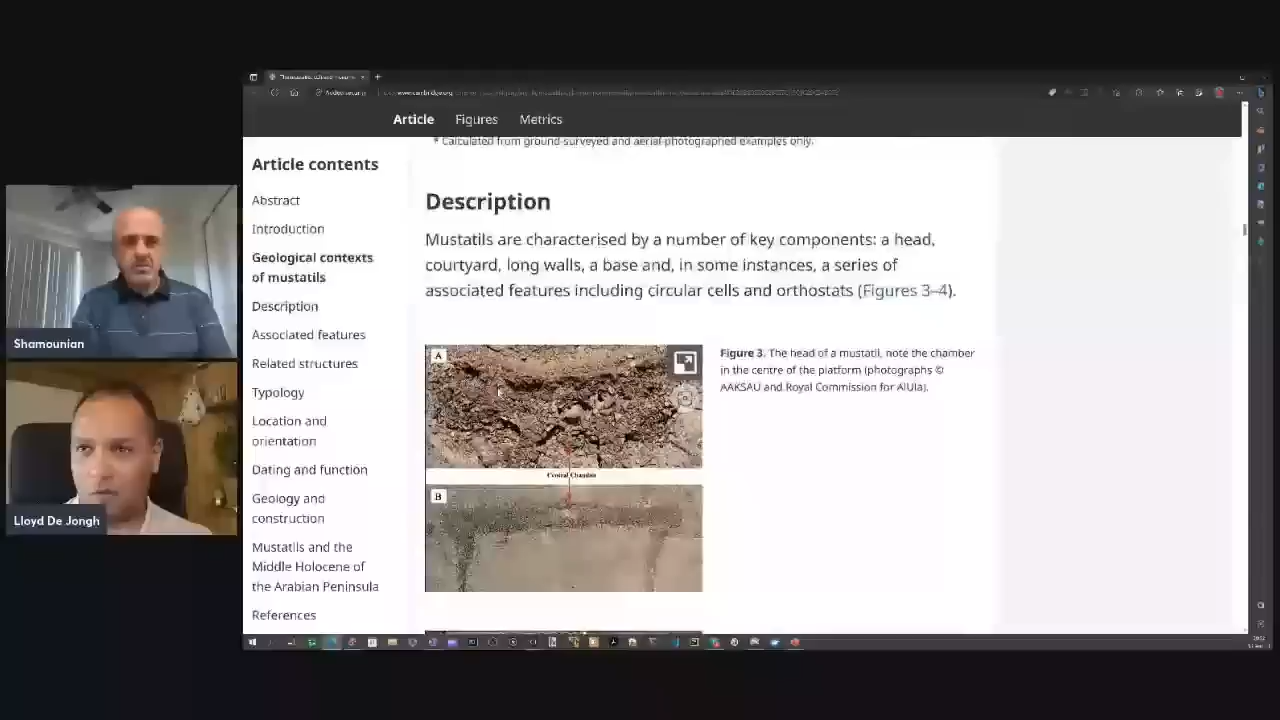 Article Figures Metrics
* Calculated from ground-surveyed and aerial-photographed examples only.
Article contents
Abstract
Introduction
Geological contexts
of mustatils
Description
Associated features
Related structures
Typology
Location and
orientation
Dating and function
Geology and
construction
Mustatils and the
Middle Holocene of
the Arabian Peninsula
References
Description
Mustatils are characterised by a number of key components: a head,
courtyard, long walls, a base and, in some instances, a series of
associated features including circular cells and orthostats (Figures 3–4).
A
Central Chamber
B
Figure 3. The head of a mustatil, note the chamber
in the centre of the platform (photographs ©
AAKSAU and Royal Commission for AlUla).
Shamounian
Lloyd De Jongh